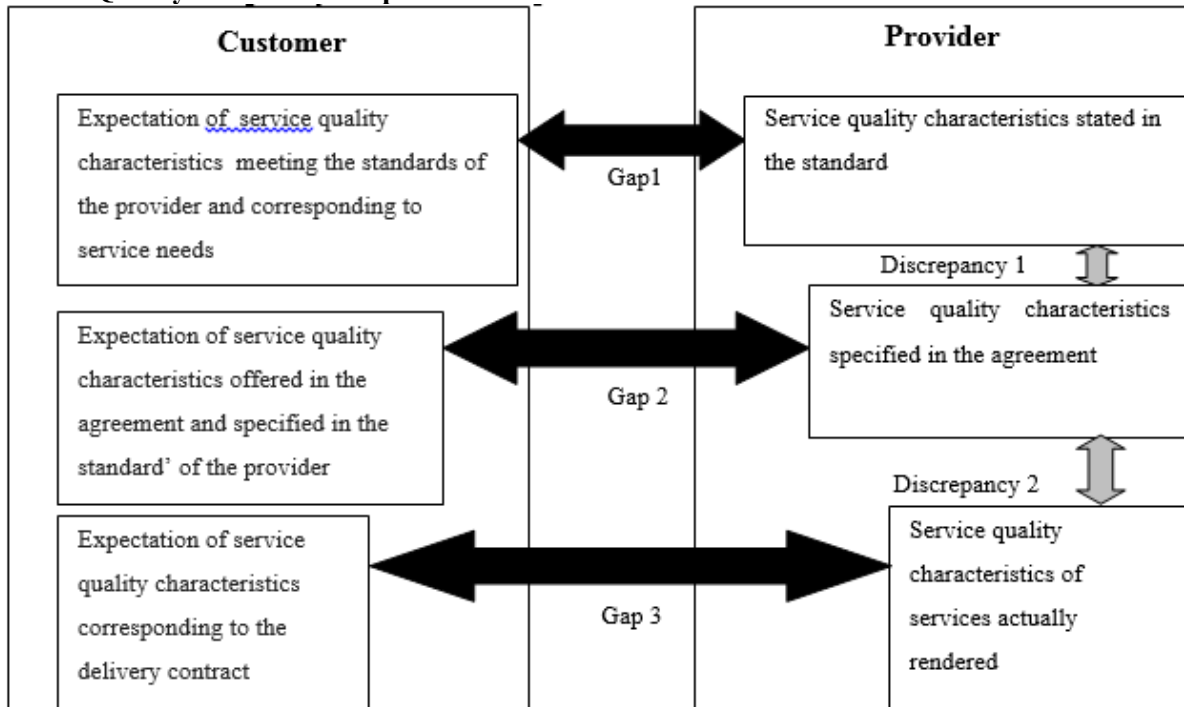 Customer
Expectation of service quality
characteristics meeting the standards of
the provider and corresponding to
service needs
Expectation of service quality
characteristics offered in the
agreement and specified in the
standard’ of the provider
Expectation of service
quality characteristics
corresponding to the
delivery contract
Gap1
Gap 2
Gap 3
Provider
Service quality characteristics stated in
the standard
Discrepancy 1
Service quality characteristics
specified in the agreement
Discrepancy 2
Service quality
characteristics of
services actually
rendered